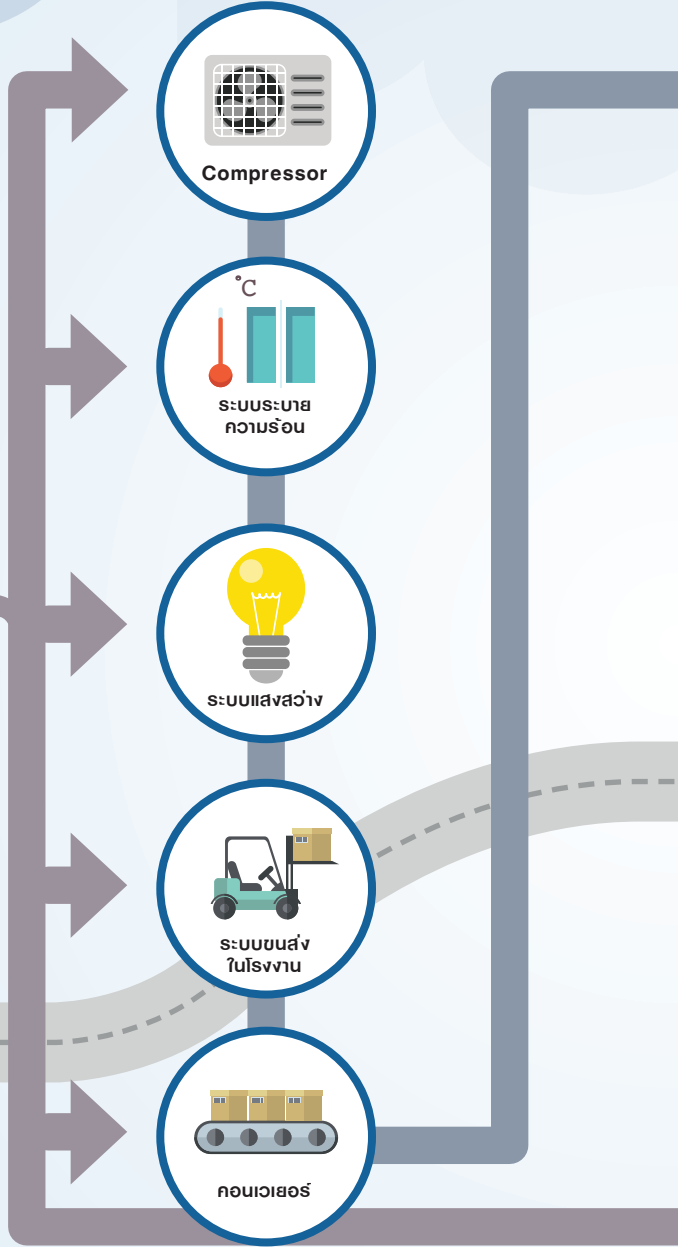 Compressor
°C
ระบบระบาย
ความร้อน
ระบบแสงสว่าง
ระบบขนส่ง
ในโรงงาน
คอนเวเยอร์